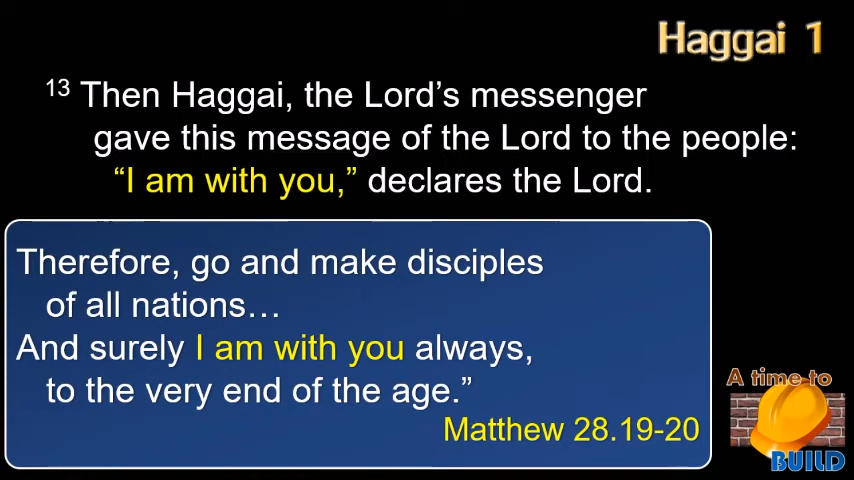 Haggai 1
13 Then Haggai, the Lord’s messenger
gave this message of the Lord to the people:
“I am with you,” declares the Lord.
Therefore, go and make disciples
of all nations…
And surely I am with you always,
to the very end of the age.”
Matthew 28.19-20
A time to
BUILD